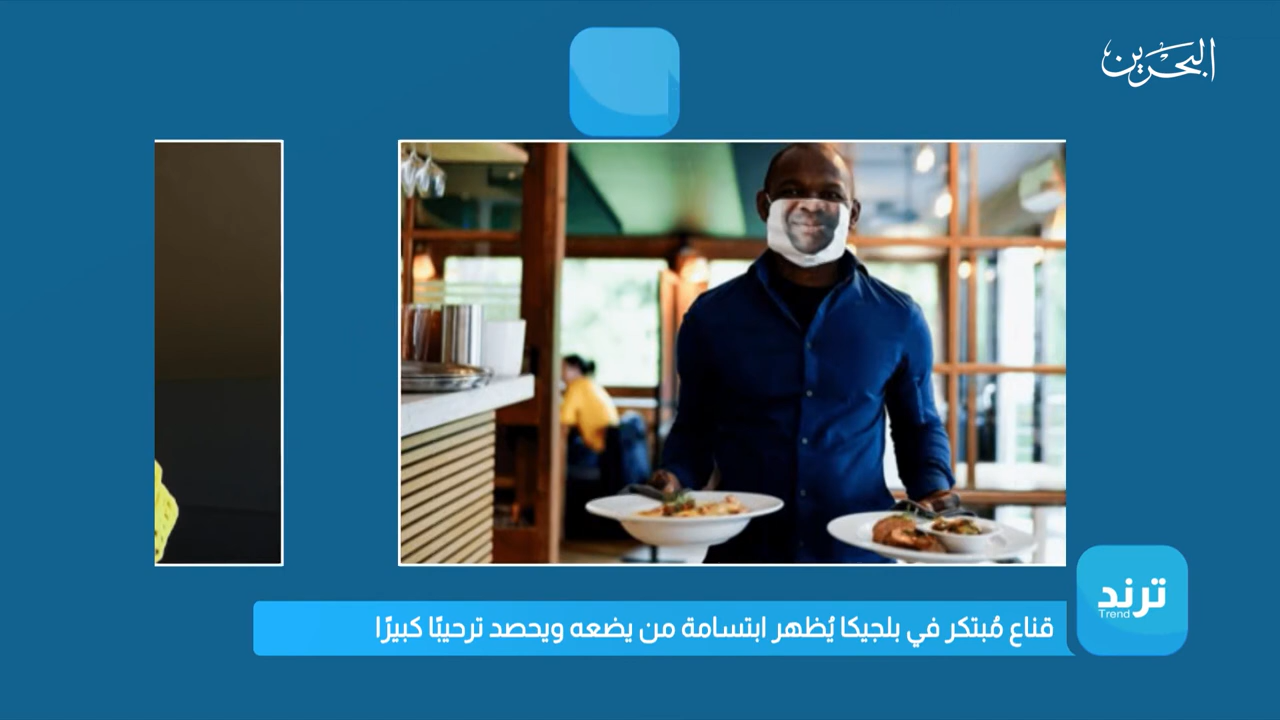 البحرين
ترند
Trend
قناع مُبتكر في بلجيكا يُظهر ابتسامة من يضعه ويحصد ترحيبًا كبيرًا